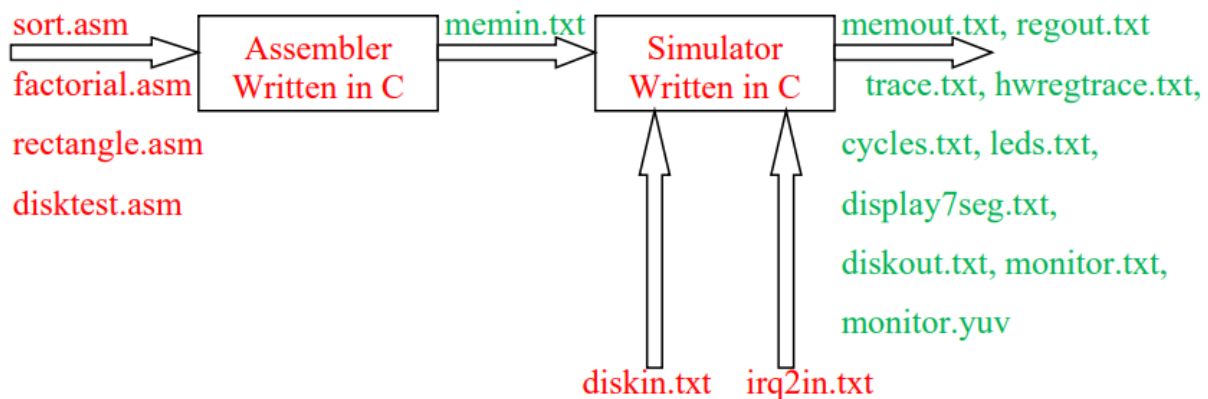 sort.asm
factorial.asm
rectangle.asm
disktest.asm
Assembler
Written in C
memin.txt
Simulator
Written in C
memout.txt, regout.txt
trace.txt, hwregtrace.txt,
cycles.txt, leds.txt,
display7seg.txt,
diskout.txt, monitor.txt,
monitor.yuv
diskin.txt
irq2in.txt